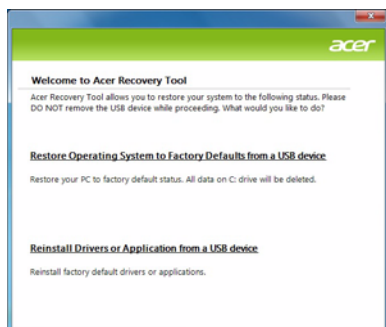 acer
Welcome to Acer Recovery Tool
Acer Recovery Tool allows you to restore your system to the following status. Please
DO NOT remove the USB device while proceeding. What would you like to do?
Restore Operating System to Factory Defaults from a USB device
Restore your PC to factory default status. All data on C: drive will be deleted.
Reinstall Drivers or Application from a USB device
Reinstall factory default drivers or applications.